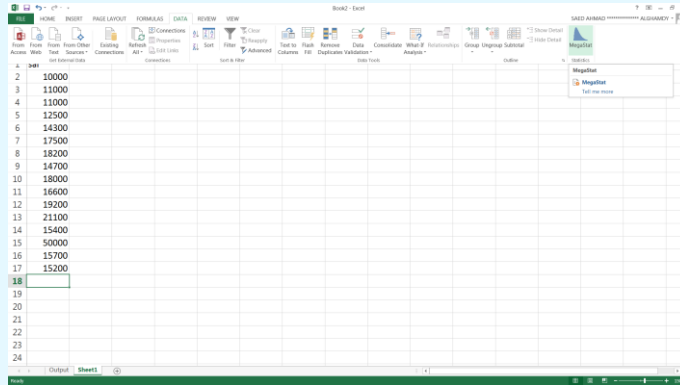 Book2 - Excel
FILE HOME INSERT PAGE LAYOUT FORMULAS DATA REVIEW VIEW
SAEED AHMAD ************** ALGHAMDY
From Access From Web From Text From Other Sources Existing Connections Refresh All Connections Properties Edit Links Sort Filter Clear Reapply Advanced Text to Columns Flash Fill Remove Duplicates Data Validation Consolidate What-If Analysis Relationships Group Ungroup Subtotal Show Detail Hide Detail MegaStat
Get External Data Connections Sort & Filter Data Tools Outline Statistics
MegaStat
MegaStat
Tell me more
1 Sal
2 10000
3 11000
4 11000
5 12500
6 14300
7 17500
8 18200
9 14700
10 18000
11 16600
12 19200
13 21100
14 15400
15 50000
16 15700
17 15200
18
19
20
21
22
23
24
Output Sheet1
Ready